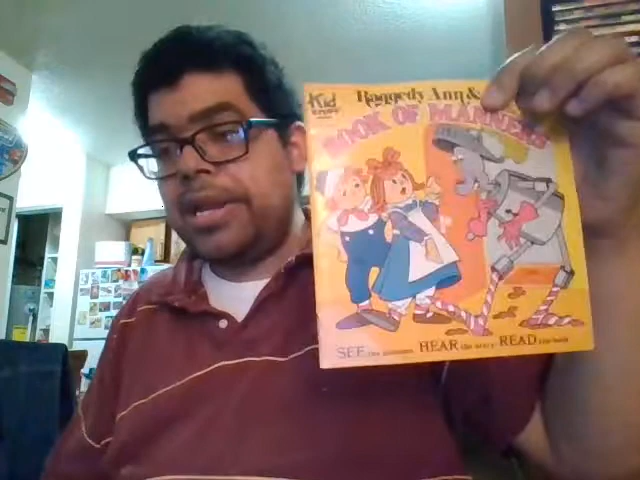 Kid
Raggedy Ann &
BOOK OF MANNERS
SEE the pictures HEAR the story READ the book